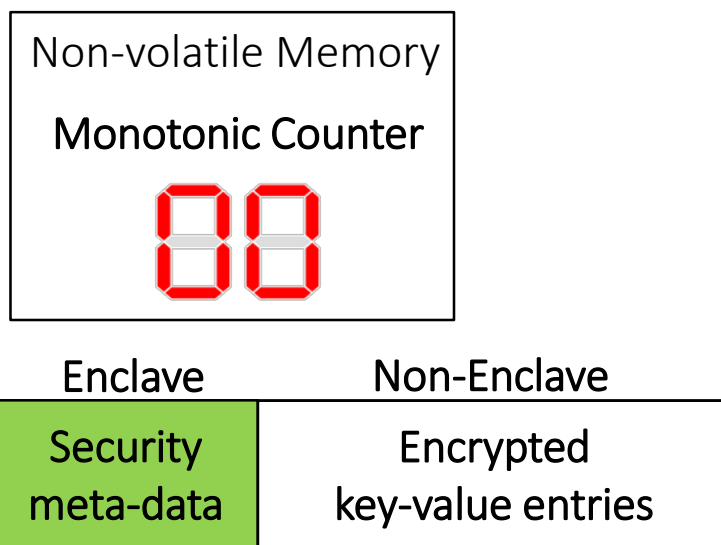 Non-volatile Memory
Monotonic Counter
00
Enclave
Non-Enclave
Security
meta-data
Encrypted
key-value entries